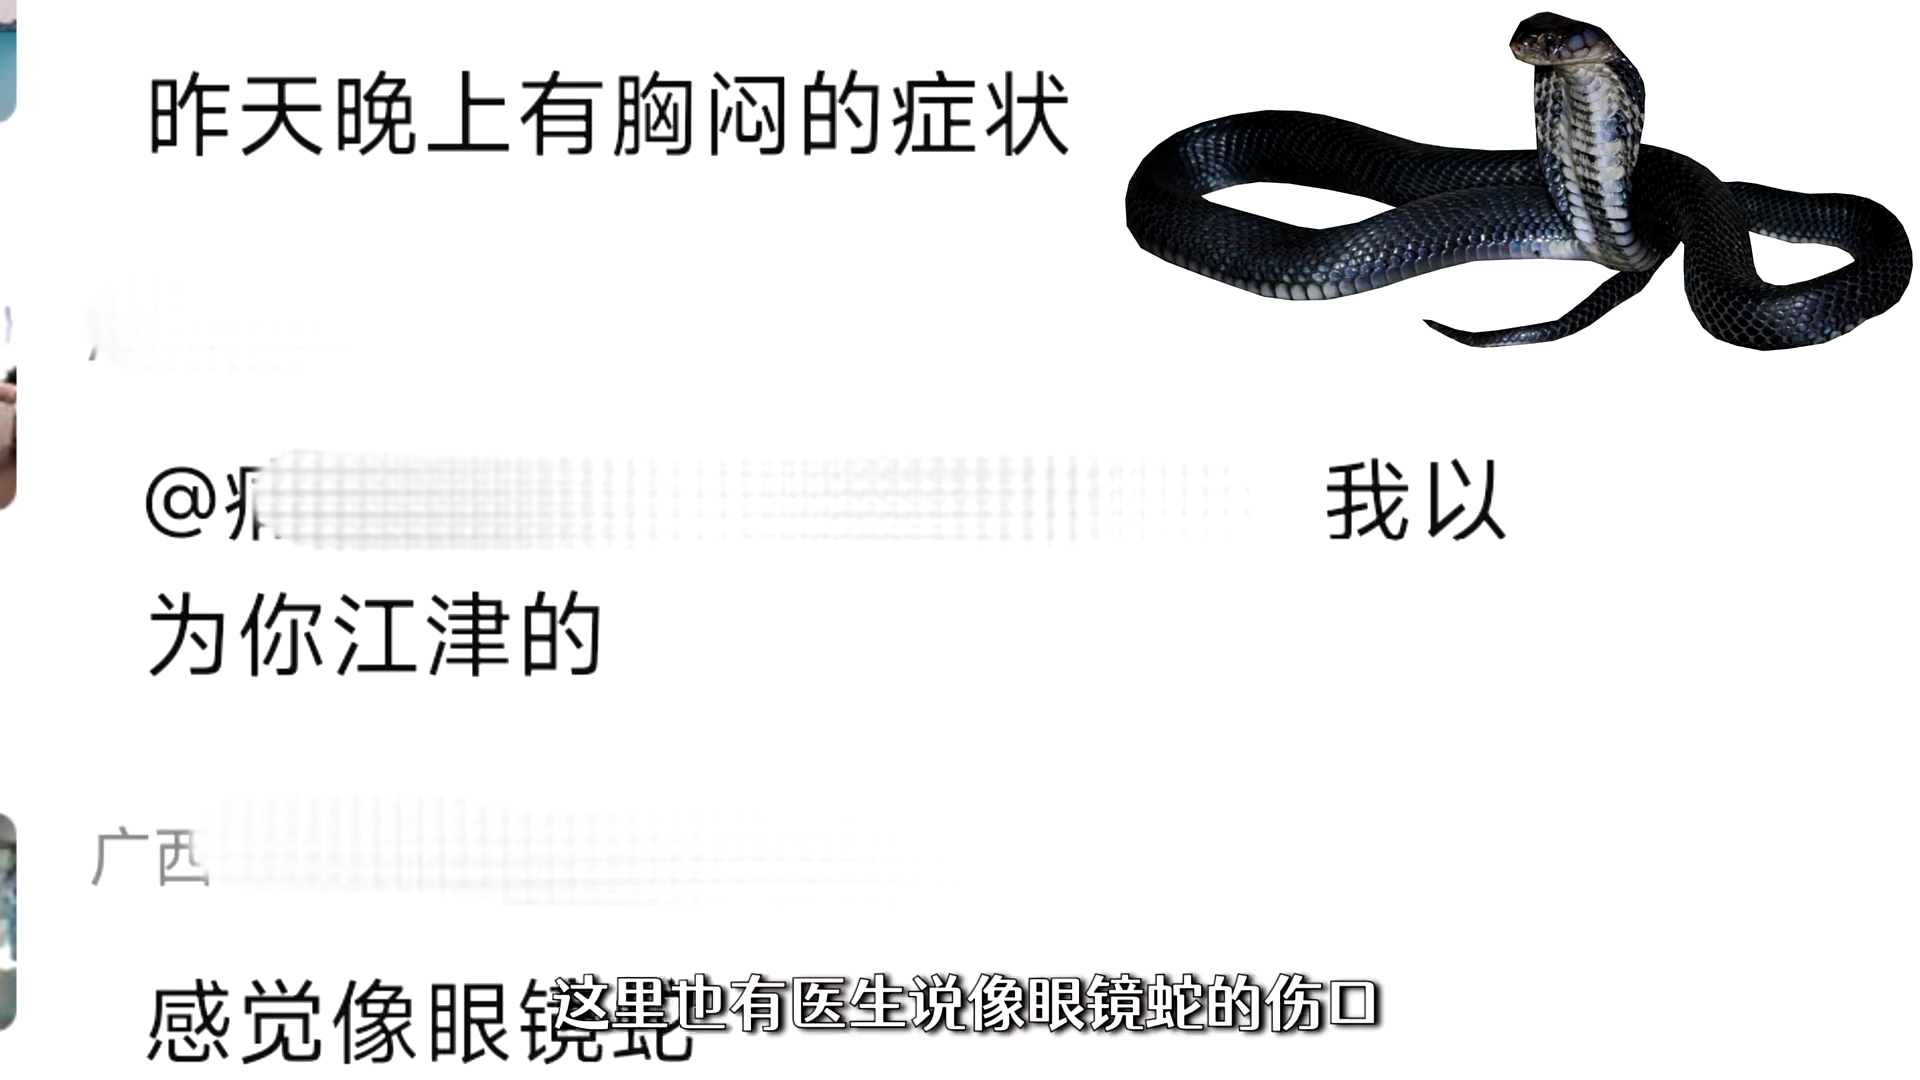 昨天晚上有胸闷的症状
@ 我以
为你江津的
广西
感觉像眼镜蛇
这里也有医生说像眼镜蛇的伤口